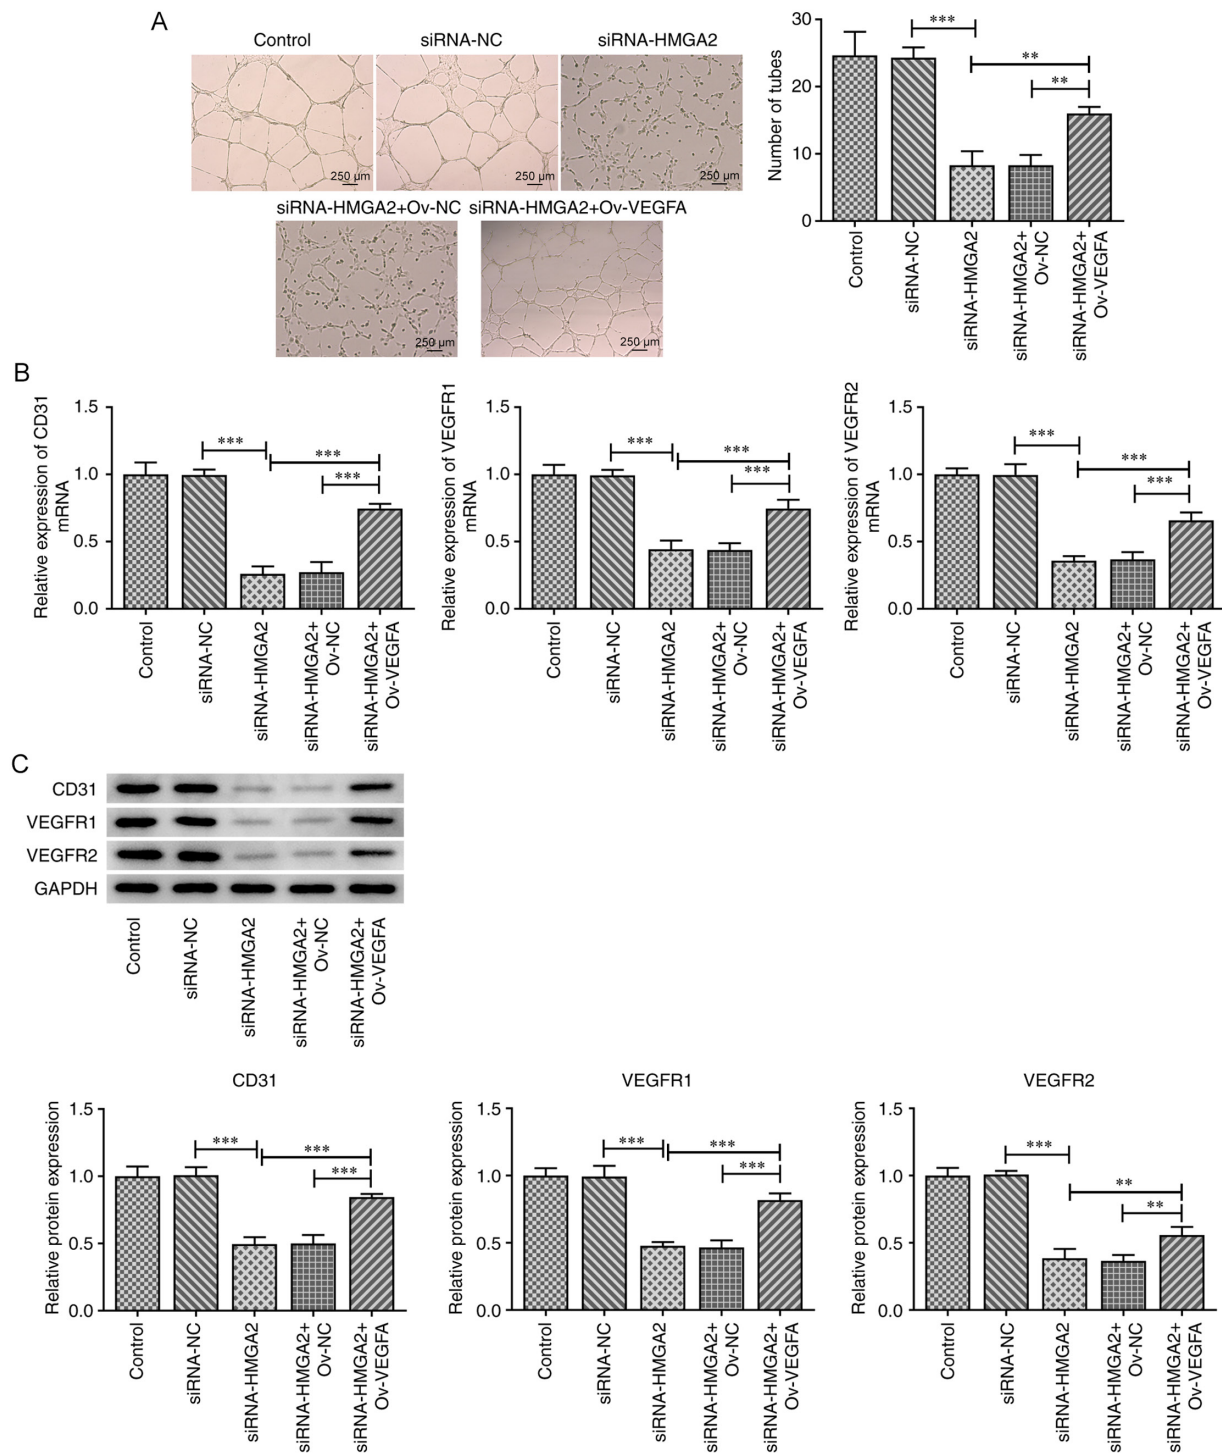 A
Control
siRNA-NC
siRNA-HMGA2
250 µm
250 µm
250 µm
siRNA-HMGA2+Ov-NC
siRNA-HMGA2+Ov-VEGFA
250 µm
250 µm
Number of tubes
30
20
10
0
***
**
**
Control
siRNA-NC
siRNA-HMGA2
siRNA-HMGA2+
Ov-NC
siRNA-HMGA2+
Ov-VEGFA
B
Relative expression of CD31
mRNA
1.5
1.0
0.5
0.0
***
***
***
Control
siRNA-NC
siRNA-HMGA2
siRNA-HMGA2+
Ov-NC
siRNA-HMGA2+
Ov-VEGFA
Relative expression of VEGFR1
mRNA
1.5
1.0
0.5
0.0
***
***
***
Control
siRNA-NC
siRNA-HMGA2
siRNA-HMGA2+
Ov-NC
siRNA-HMGA2+
Ov-VEGFA
Relative expression of VEGFR2
mRNA
1.5
1.0
0.5
0.0
***
***
***
Control
siRNA-NC
siRNA-HMGA2
siRNA-HMGA2+
Ov-NC
siRNA-HMGA2+
Ov-VEGFA
C
CD31
VEGFR1
VEGFR2
GAPDH
Control
siRNA-NC
siRNA-HMGA2
siRNA-HMGA2+
Ov-NC
siRNA-HMGA2+
Ov-VEGFA
CD31
Relative protein expression
1.5
1.0
0.5
0.0
***
***
***
Control
siRNA-NC
siRNA-HMGA2
siRNA-HMGA2+
Ov-NC
siRNA-HMGA2+
Ov-VEGFA
VEGFR1
Relative protein expression
1.5
1.0
0.5
0.0
***
***
***
Control
siRNA-NC
siRNA-HMGA2
siRNA-HMGA2+
Ov-NC
siRNA-HMGA2+
Ov-VEGFA
VEGFR2
Relative protein expression
1.5
1.0
0.5
0.0
***
**
**
Control
siRNA-NC
siRNA-HMGA2
siRNA-HMGA2+
Ov-NC
siRNA-HMGA2+
Ov-VEGFA